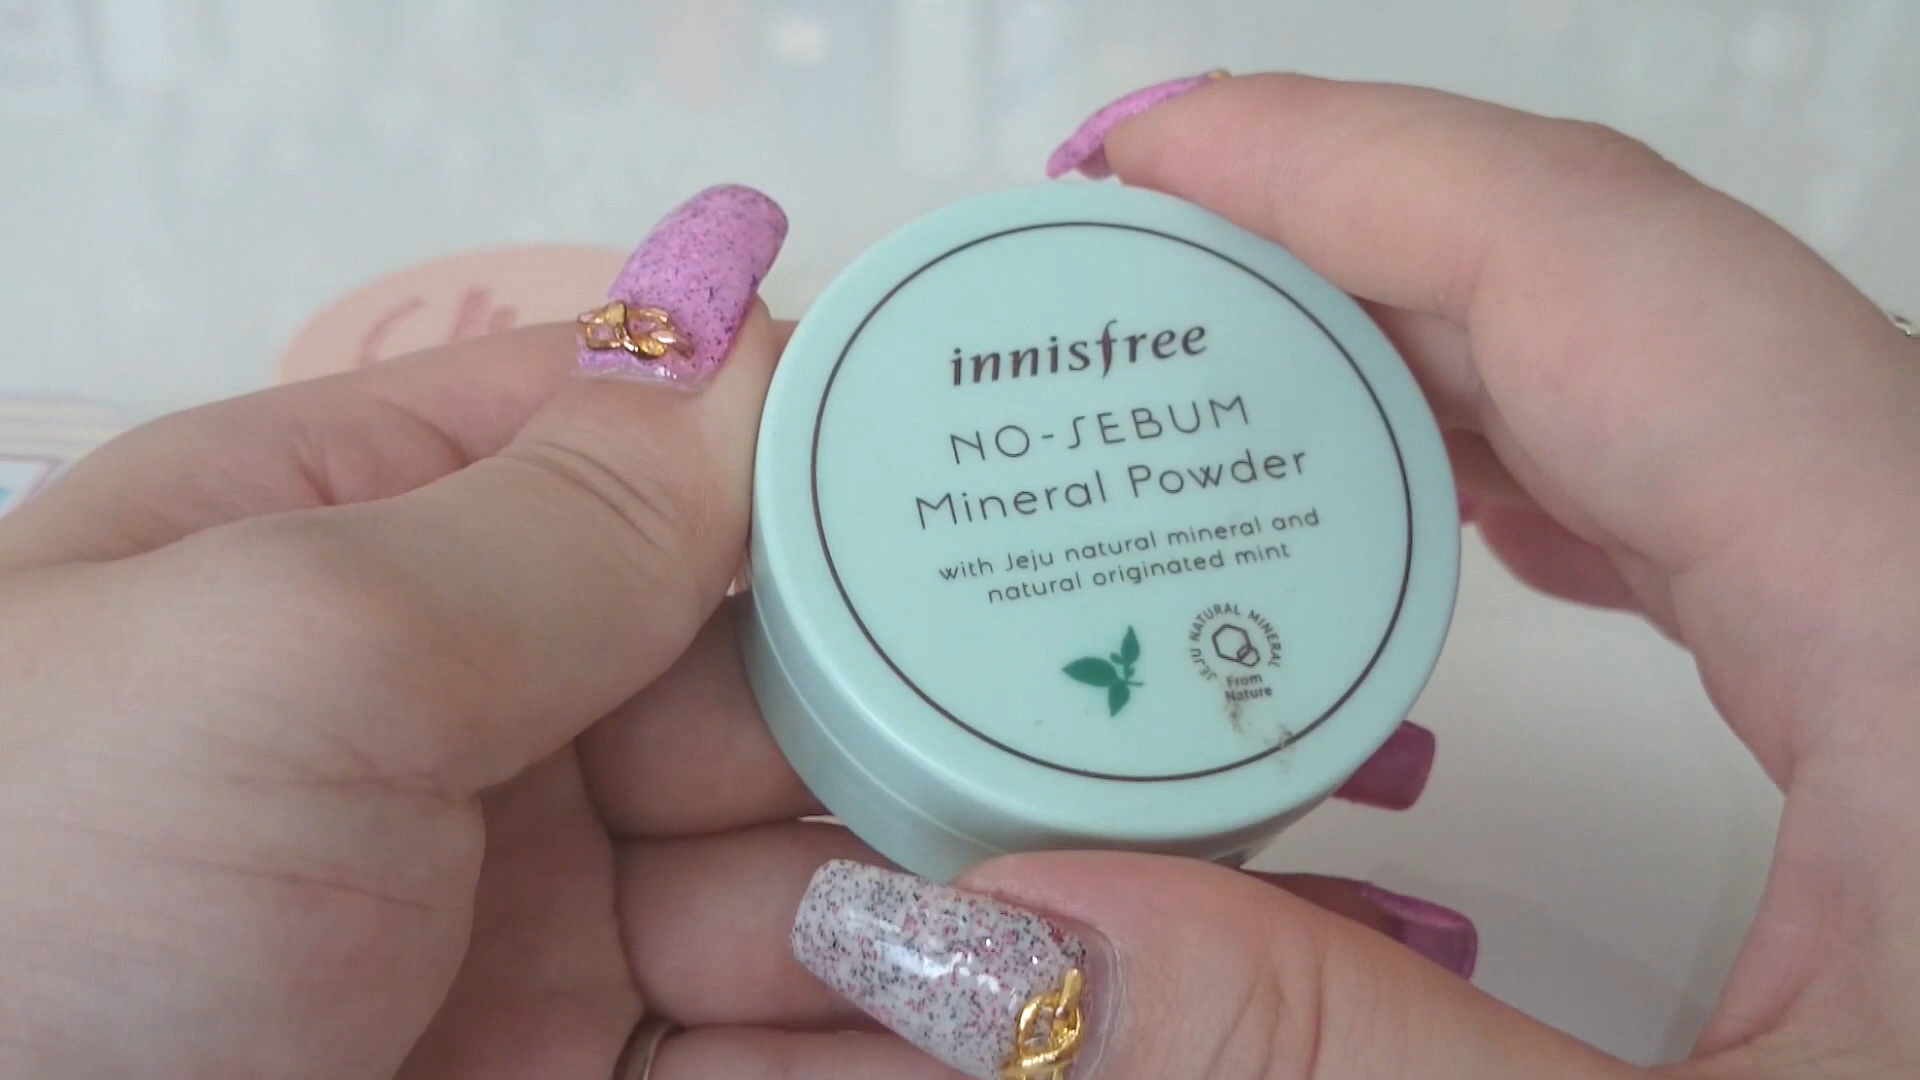 innisfree
NO-SEBUM
Mineral Powder
with Jeju natural mineral and
natural originated mint
JEJU NATURAL MINERAL
From
Nature